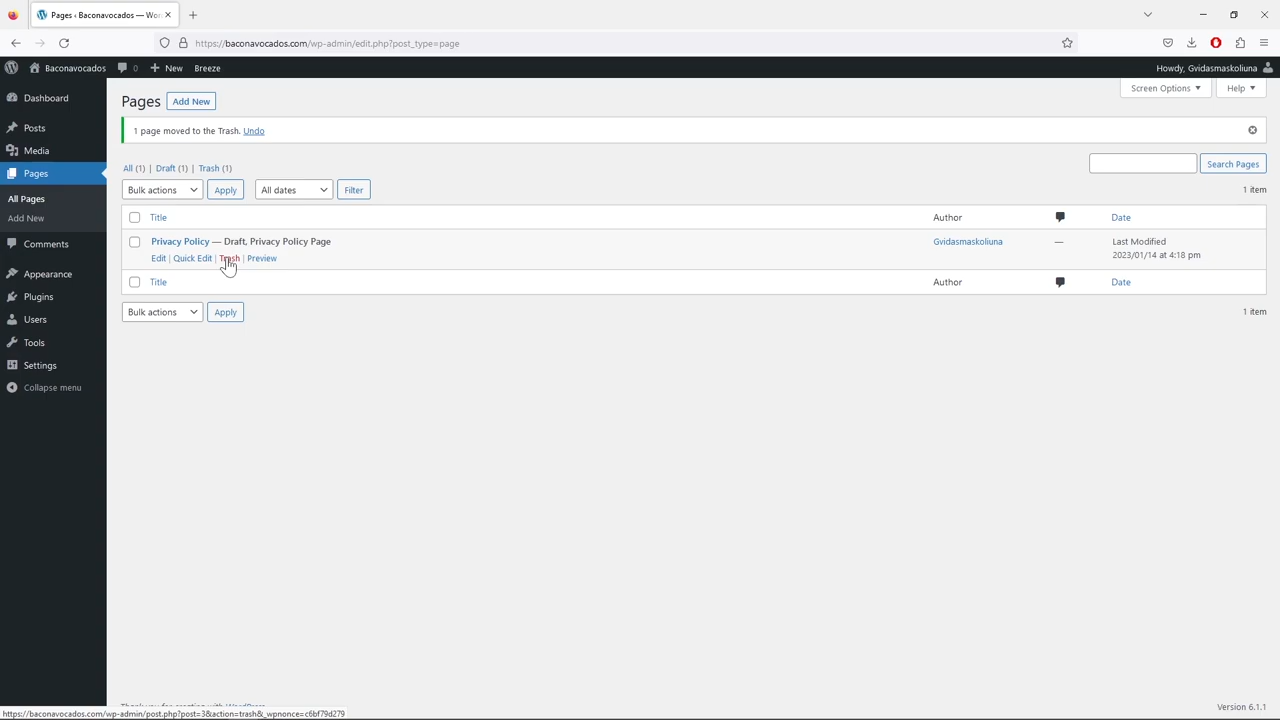 Pages ‹ Baconavocados — Wor
https://baconavocados.com/wp-admin/edit.php?post_type=page
Baconavocados 0 New Breeze Howdy, Gvidasmaskoliuna
Dashboard
Posts
Media
Pages
All Pages
Add New
Comments
Appearance
Plugins
Users
Tools
Settings
Collapse menu
Screen Options Help
Pages Add New
1 page moved to the Trash. Undo
All (1) | Draft (1) | Trash (1)
Search Pages
Bulk actions Apply All dates Filter 1 item
Title Author Date
Privacy Policy — Draft, Privacy Policy Page Gvidasmaskoliuna — Last Modified
Edit | Quick Edit | Trash | Preview 2023/01/14 at 4:18 pm
Title Author Date
Bulk actions Apply 1 item
Thank you for creating with WordPress Version 6.1.1
https://baconavocados.com/wp-admin/post.php?post=3&action=trash&_wpnonce=c6bf79d279